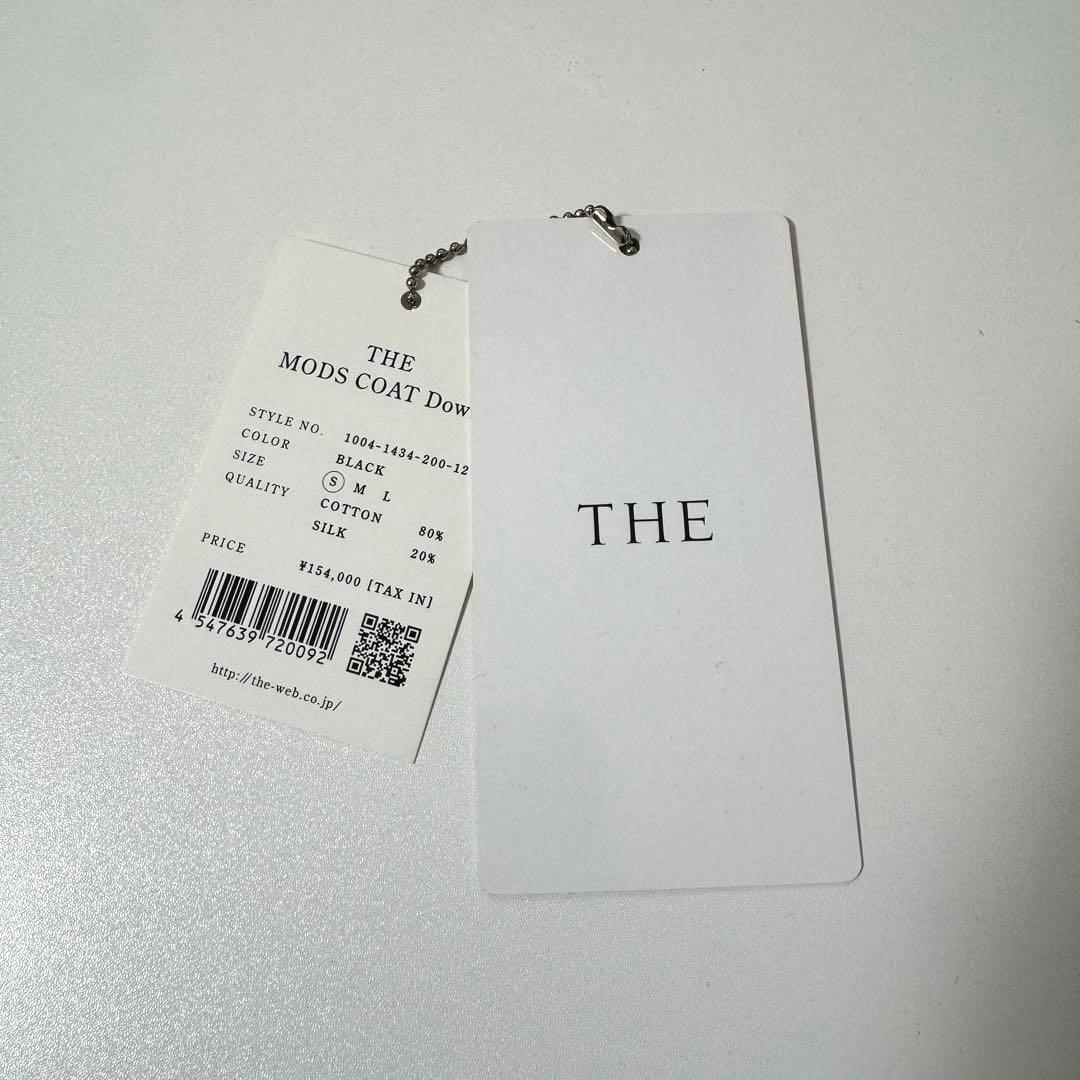 THE
MODS COAT Dow
STYLE NO. 1004-1434-200-12
COLOR BLACK
SIZE S M L
QUALITY COTTON 80%
SILK 20%
PRICE ¥154,000 [TAX IN]
4 547639 720092
http://the-web.co.jp/
THE